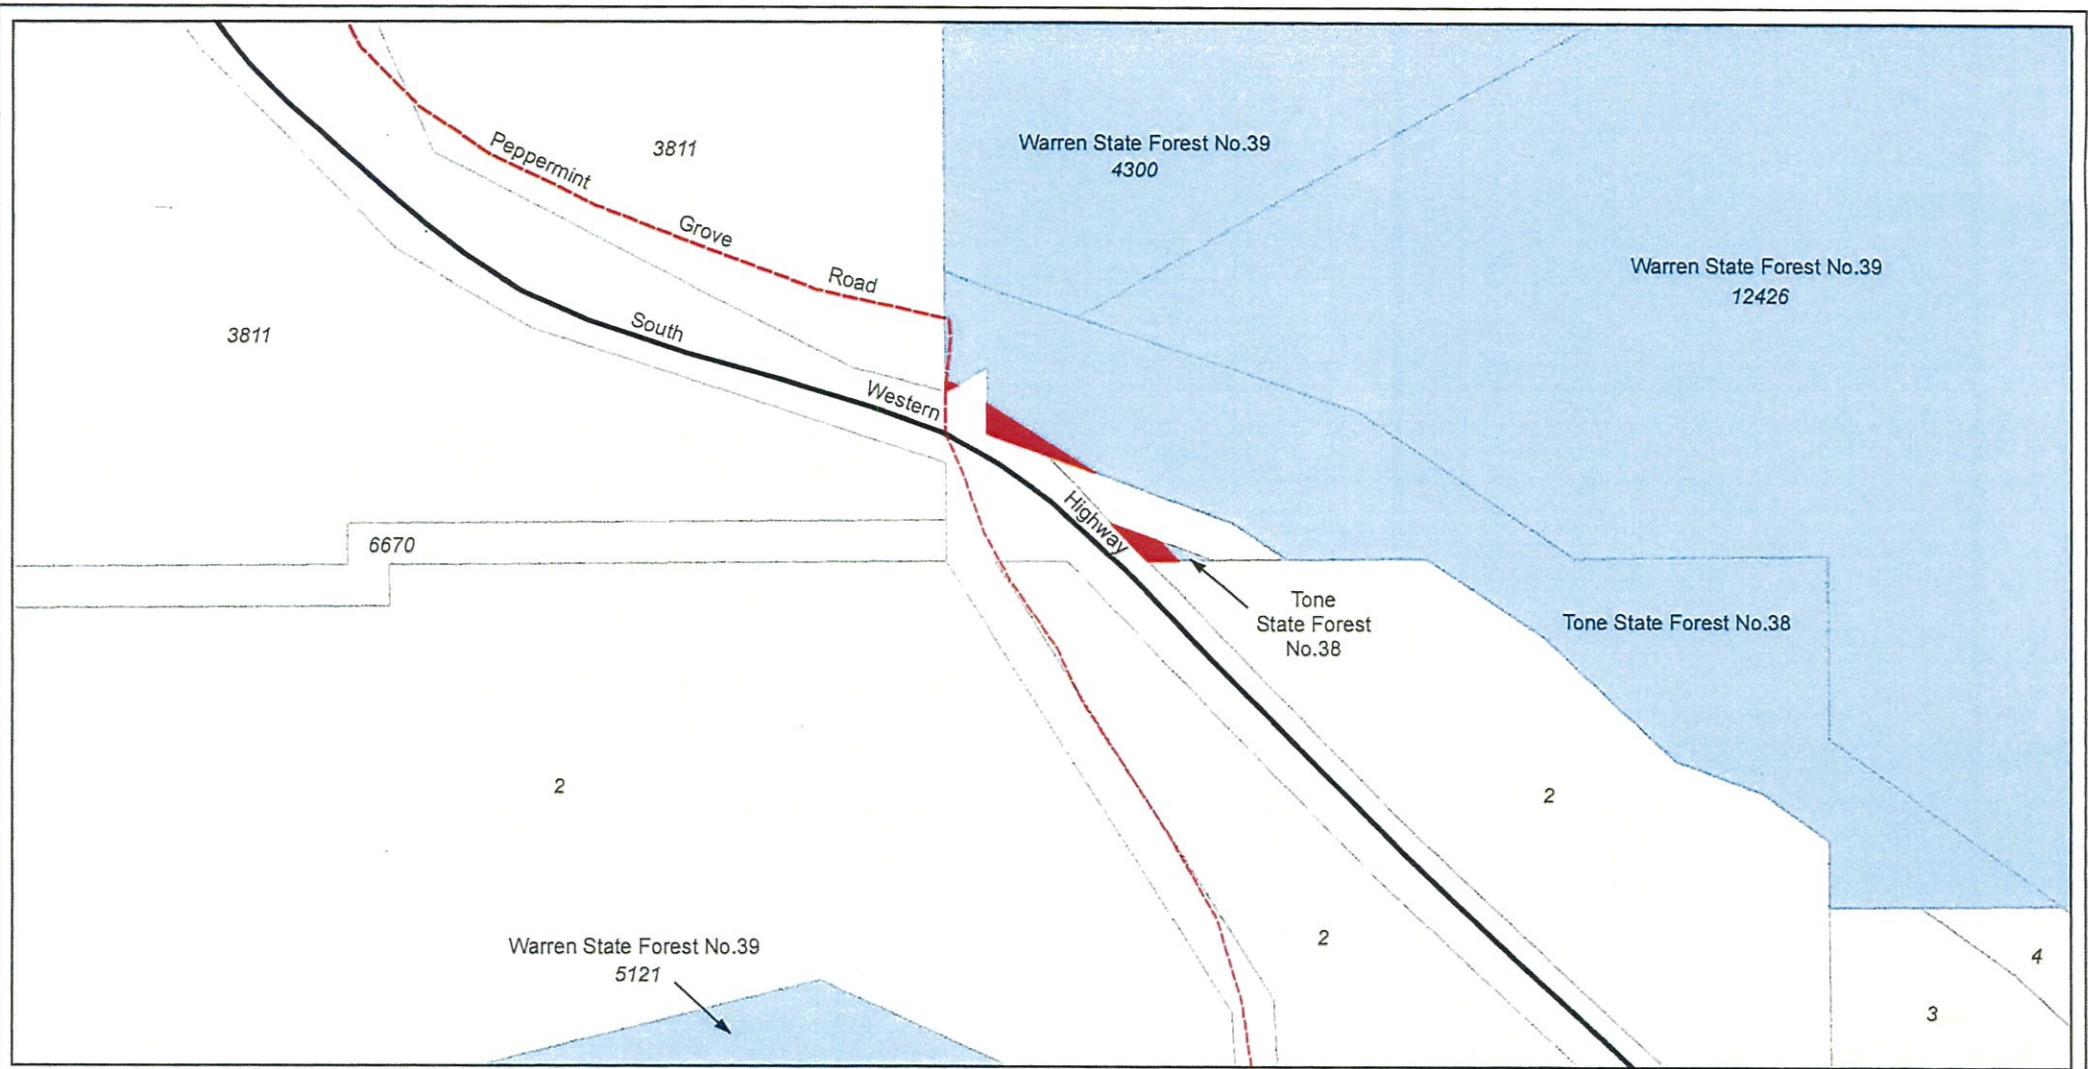 Warren State Forest No.39
4300
3811
Peppermint
Grove
Road
Warren State Forest No.39
12426
3811
South
Western
Highway
6670
Tone
State Forest
No.38
Tone State Forest No.38
2
2
2
Warren State Forest No.39
5121
4
3